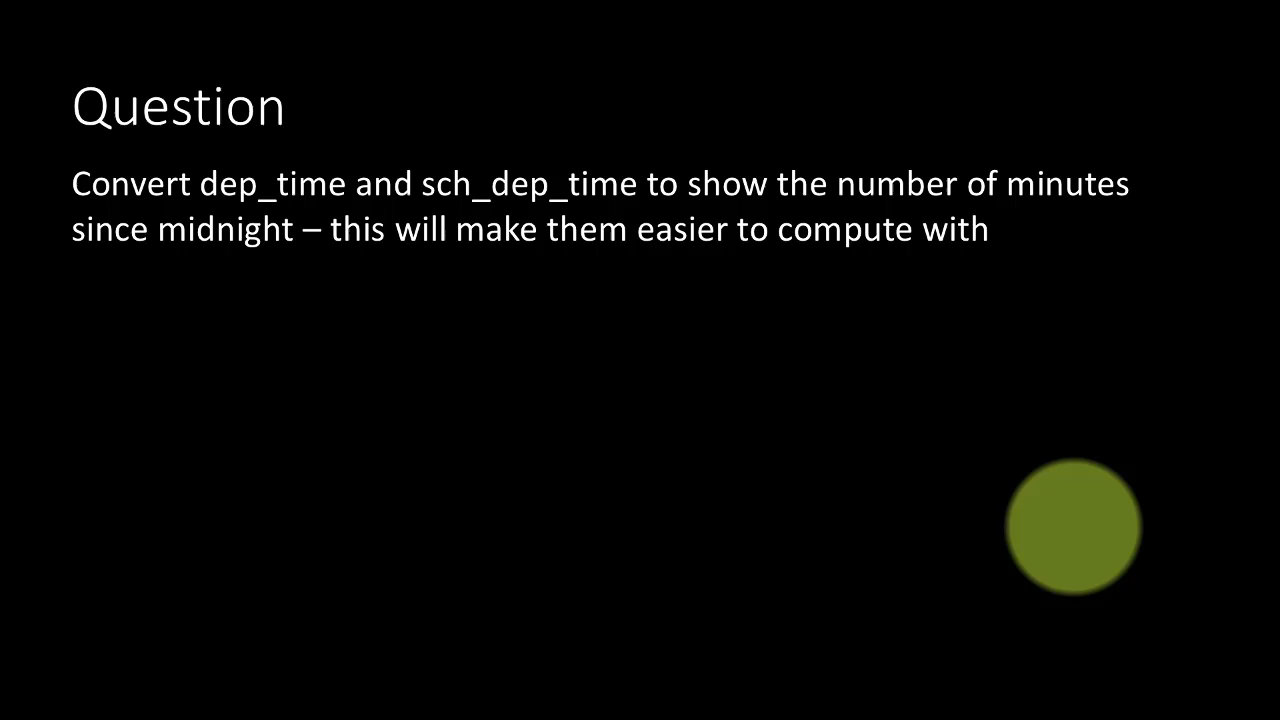 Question
Convert dep_time and sch_dep_time to show the number of minutes
since midnight – this will make them easier to compute with